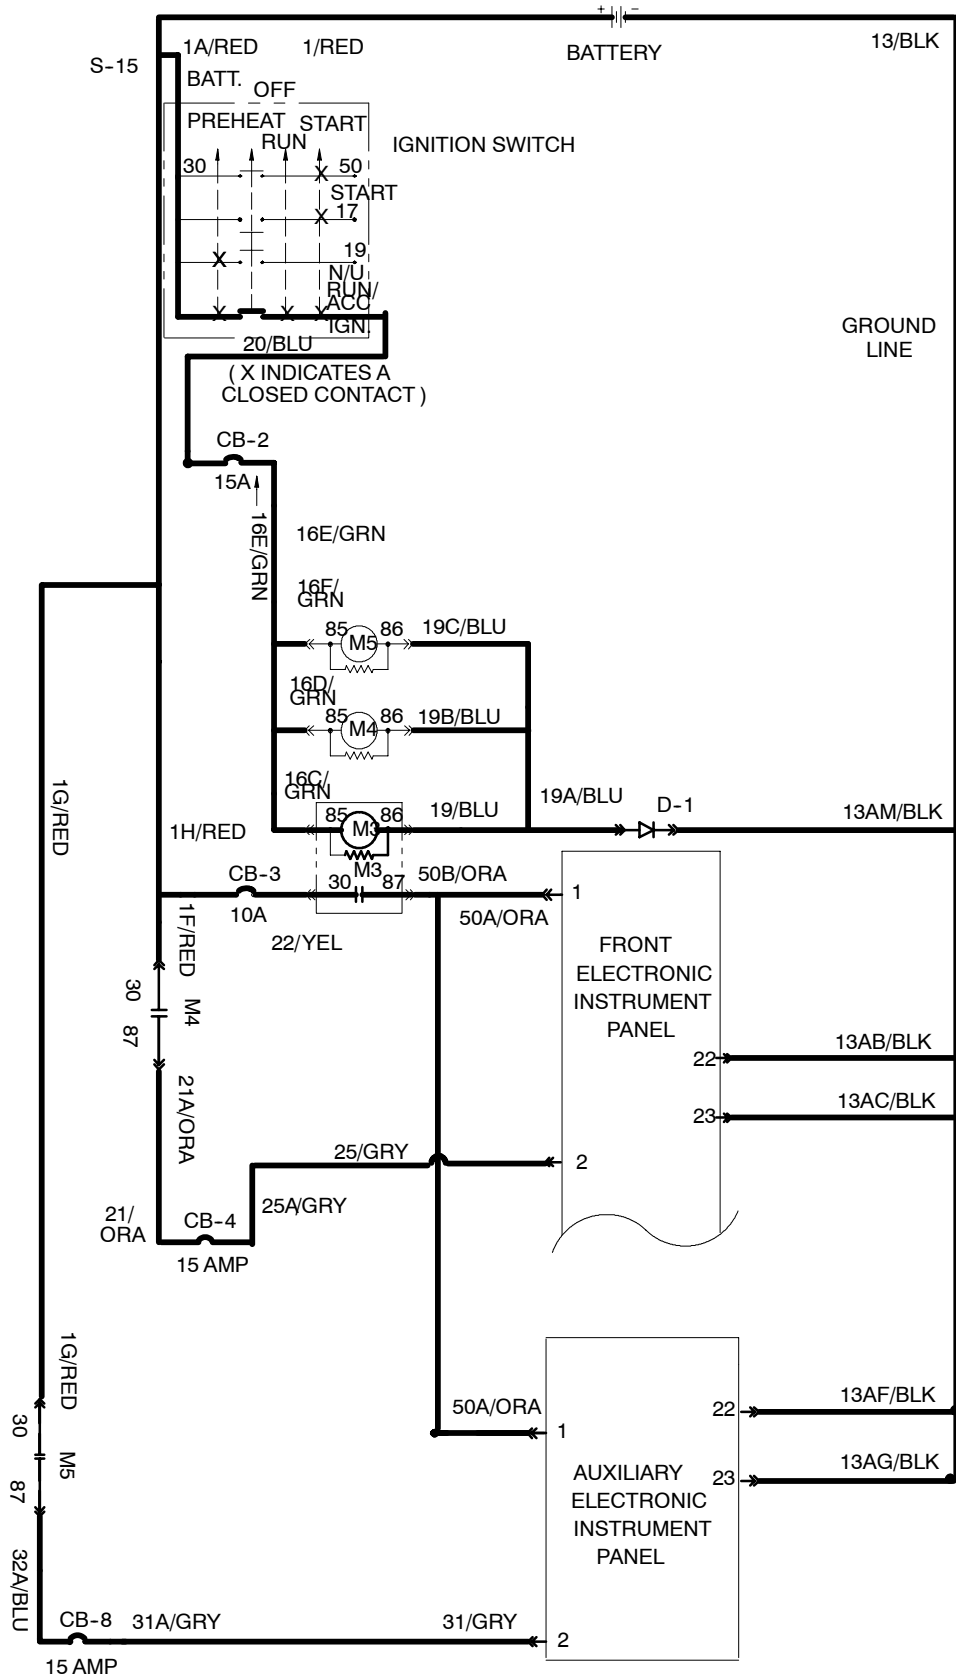 + -
BATTERY
13/BLK
1A/RED
1/RED
S-15
BATT.
OFF
PREHEAT
START
RUN
IGNITION SWITCH
30
X
50
START
X
17
X
19
N/U
RUN/
ACC
X
X
X
IGN.
20/BLU
( X INDICATES A
CLOSED CONTACT )
GROUND
LINE
CB-2
15A
16E/GRN
16E/GRN
16F/
GRN
85
M5
86
19C/BLU
16D/
GRN
85
M4
86
19B/BLU
16C/
GRN
85
M3
86
19/BLU
19A/BLU
D-1
13AM/BLK
1G/RED
1H/RED
CB-3
10A
M3
30
87
50B/ORA
50A/ORA
22/YEL
1
FRONT
ELECTRONIC
INSTRUMENT
PANEL
22
13AB/BLK
23
13AC/BLK
2
1F/RED
30
M4
87
21A/ORA
25/GRY
25A/GRY
21/
ORA
CB-4
15 AMP
1G/RED
30
M5
87
32A/BLU
50A/ORA
1
22
13AF/BLK
23
13AG/BLK
AUXILIARY
ELECTRONIC
INSTRUMENT
PANEL
CB-8
31A/GRY
31/GRY
2
15 AMP